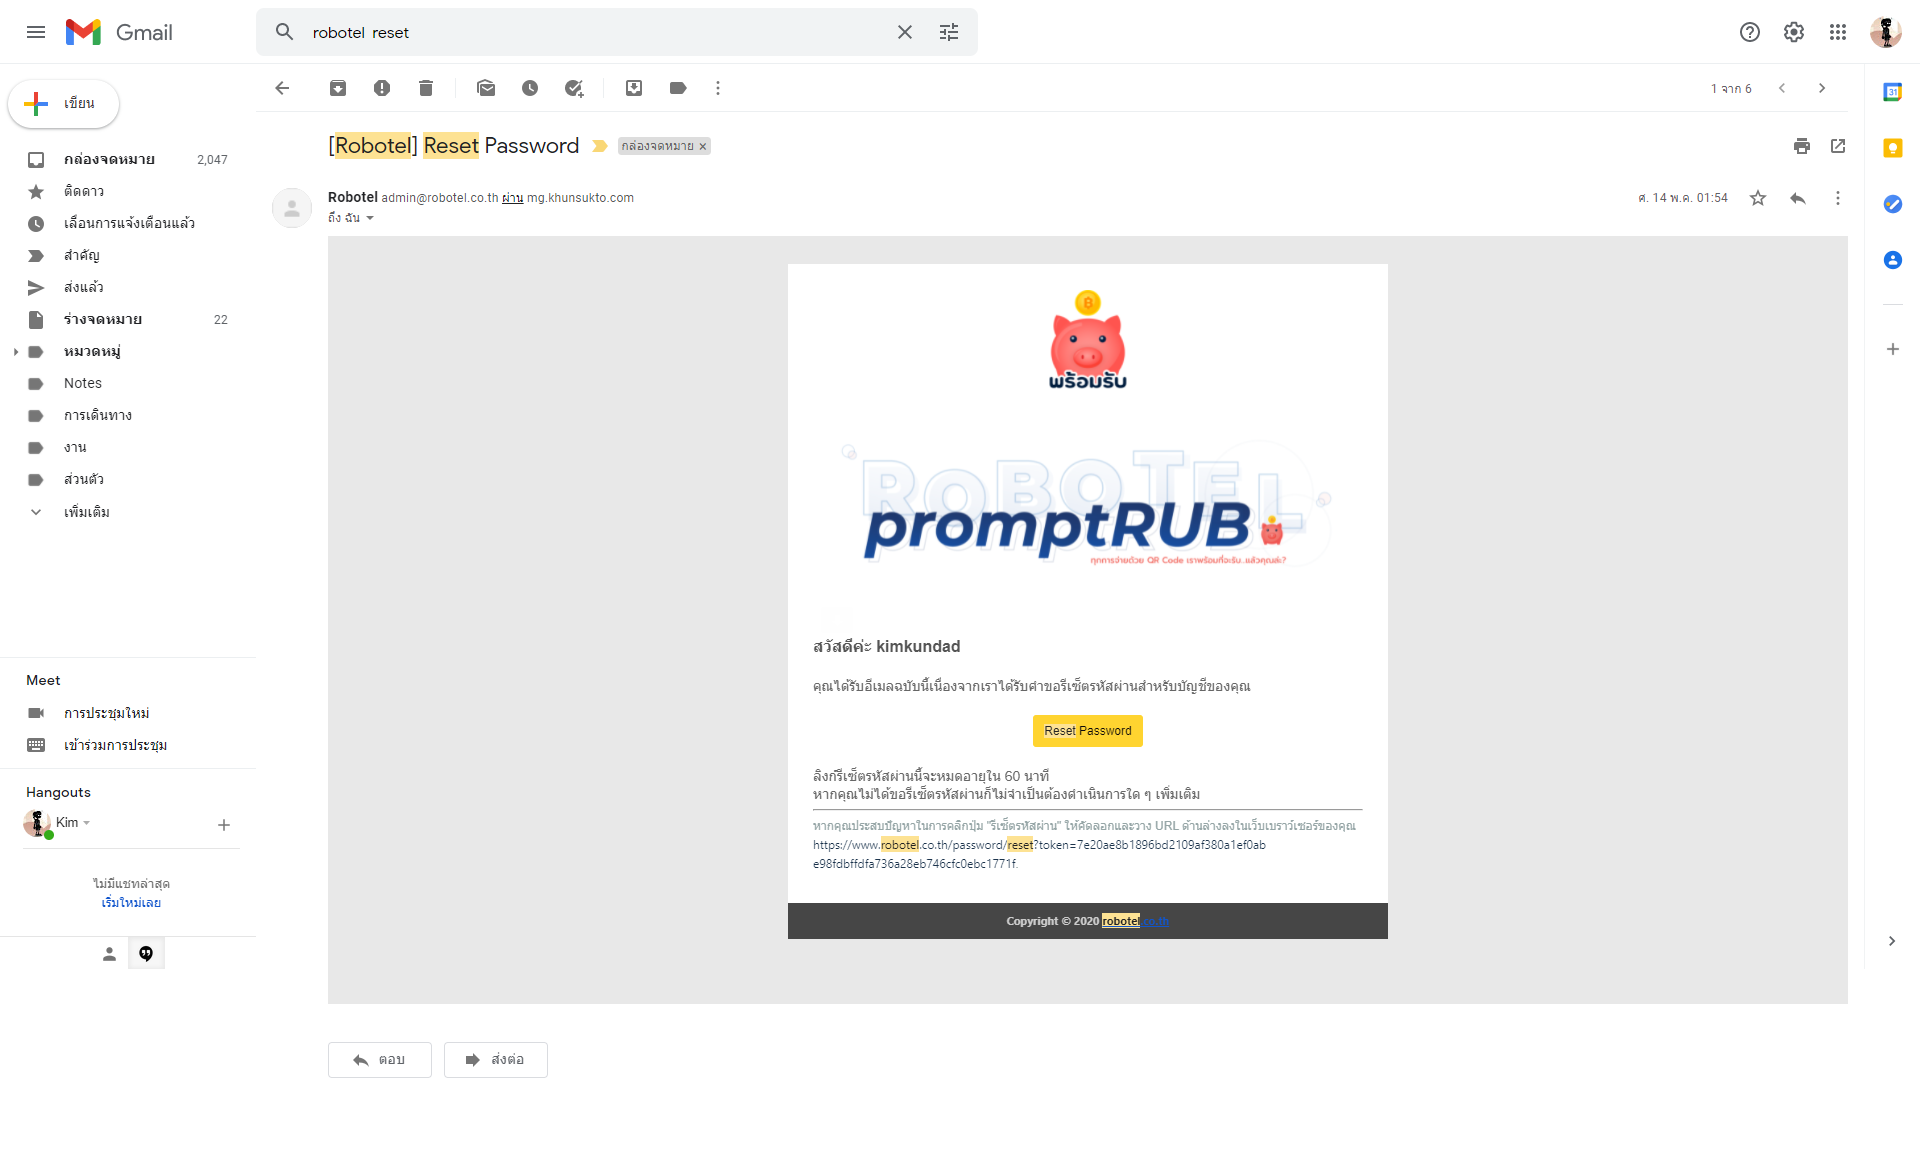 Gmail
robotel reset
เขียน
กล่องจดหมาย 2,047
ติดดาว
เลื่อนการแจ้งเตือนแล้ว
สำคัญ
ส่งแล้ว
ร่างจดหมาย 22
หมวดหมู่
Notes
การเดินทาง
งาน
ส่วนตัว
เพิ่มเติม
Meet
การประชุมใหม่
เข้าร่วมการประชุม
Hangouts
Kim
ไม่มีแชทล่าสุด
เริ่มใหม่เลย
1 จาก 6
[Robotel] Reset Password กล่องจดหมาย ×
Robotel admin@robotel.co.th ผ่าน mg.khunsukto.com
ศ. 14 พ.ค. 01:54
ถึง ฉัน
พร้อมรับ
ROBOTEL
promptRUB
ทุกการจ่ายด้วย QR Code เราพร้อมที่จะรับ..แล้วคุณล่ะ?
สวัสดีค่ะ kimkundad
คุณได้รับอีเมลฉบับนี้เนื่องจากเราได้รับคำขอรีเซ็ตรหัสผ่านสำหรับบัญชีของคุณ
Reset Password
ลิงก์รีเซ็ตรหัสผ่านนี้จะหมดอายุใน 60 นาที
หากคุณไม่ได้ขอรีเซ็ตรหัสผ่านก็ไม่จำเป็นต้องดำเนินการใด ๆ เพิ่มเติม
หากคุณประสบปัญหาในการคลิกปุ่ม "รีเซ็ตรหัสผ่าน" ให้คัดลอกและวาง URL ด้านล่างลงในเว็บเบราว์เซอร์ของคุณ
https://www.robotel.co.th/password/reset?token=7e20ae8b1896bd2109af380a1ef0ab
e98fdbffdfa736a28eb746cfc0ebc1771f.
Copyright © 2020 robotel.co.th
ตอบ
ส่งต่อ
31